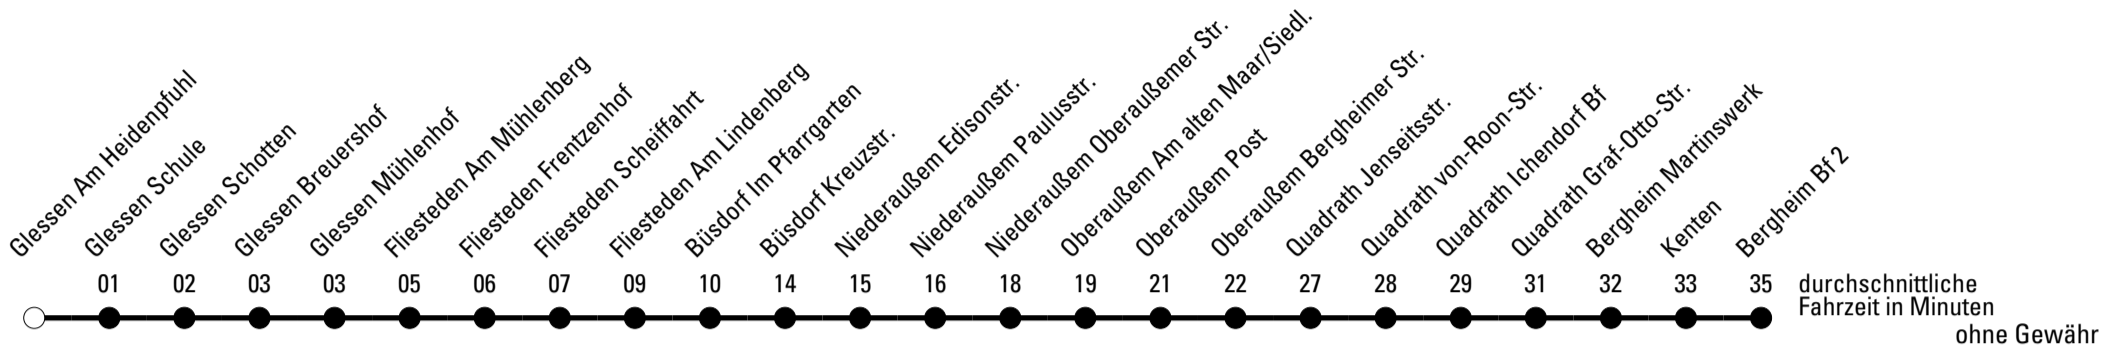 Glessen Am Heidenpfuhl
Glessen Schule
Glessen Schotten
Glessen Breuershof
Glessen Mühlenhof
Fliesteden Am Mühlenberg
Fliesteden Frentzenhof
Fliesteden Scheiffahrt
Fliesteden Am Lindenberg
Büsdorf Im Pfarrgarten
Büsdorf Kreuzstr.
Niederaußem Edisonstr.
Niederaußem Paulusstr.
Niederaußem Oberaußemer Str.
Oberaußem Am alten Maar/Siedl.
Oberaußem Post
Oberaußem Bergheimer Str.
Quadrath Jenseitsstr.
Quadrath von-Roon-Str.
Quadrath Ichendorf Bf
Quadrath Graf-Otto-Str.
Bergheim Martinswerk
Kenten
Bergheim Bf 2
01 02 03 03 05 06 07 09 10 14 15 16 18 19 21 22 27 28 29 31 32 33 35
durchschnittliche
Fahrzeit in Minuten
ohne Gewähr